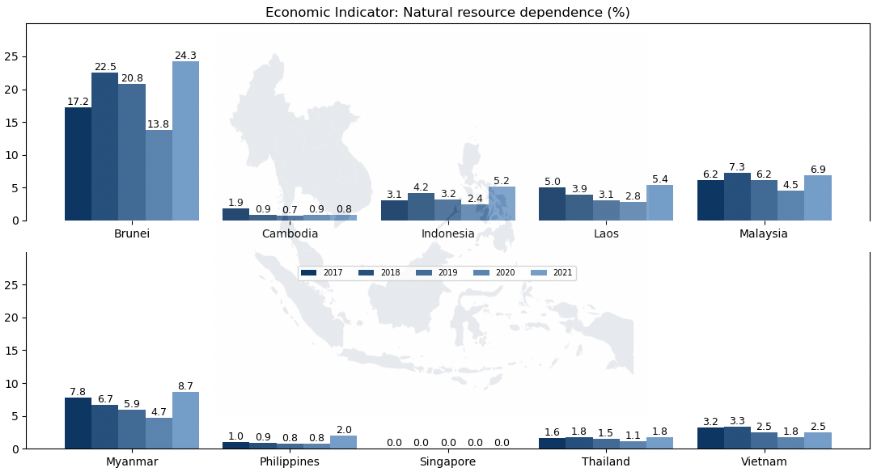 Economic Indicator: Natural resource dependence (%)
25
20
15
10
5
0
17.2 22.5 20.8 13.8 24.3
1.9 0.9 0.7 0.9 0.8
3.1 4.2 3.2 2.4 5.2
5.0 3.9 3.1 2.8 5.4
6.2 7.3 6.2 4.5 6.9
Brunei Cambodia Indonesia Laos Malaysia
2017 2018 2019 2020 2021
25
20
15
10
5
0
7.8 6.7 5.9 4.7 8.7
1.0 0.9 0.8 0.8 2.0
0.0 0.0 0.0 0.0 0.0
1.6 1.8 1.5 1.1 1.8
3.2 3.3 2.5 1.8 2.5
Myanmar Philippines Singapore Thailand Vietnam